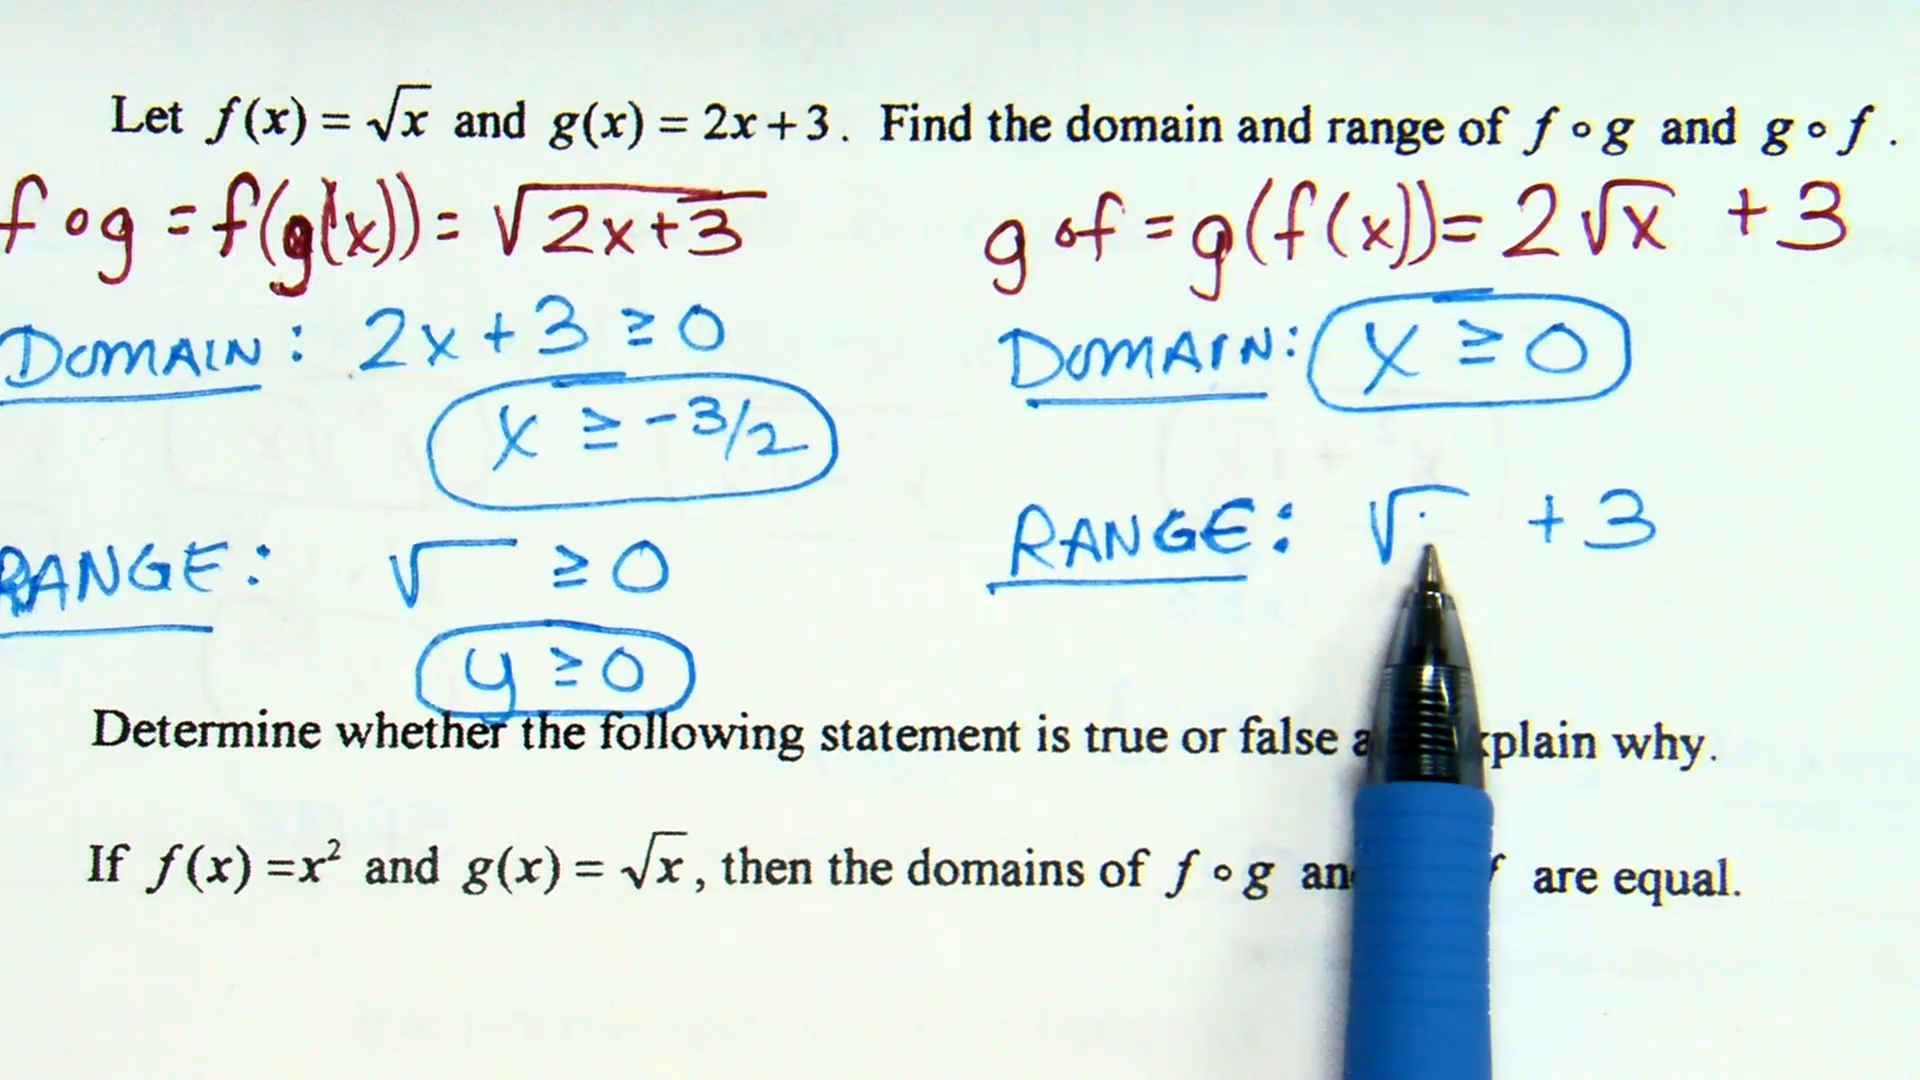 Let f(x) = √x and g(x) = 2x+3. Find the domain and range of f∘g and g∘f.
f∘g = f(g(x)) = √2x+3
g∘f = g(f(x)) = 2√x + 3
DOMAIN: 2x+3 ≥ 0
x ≥ -3/2
RANGE: √ ≥ 0
y ≥ 0
DOMAIN: x ≥ 0
RANGE: √ + 3
Determine whether the following statement is true or false why.
If f(x) =x² and g(x) = √x, then the domains of f∘g are equal.